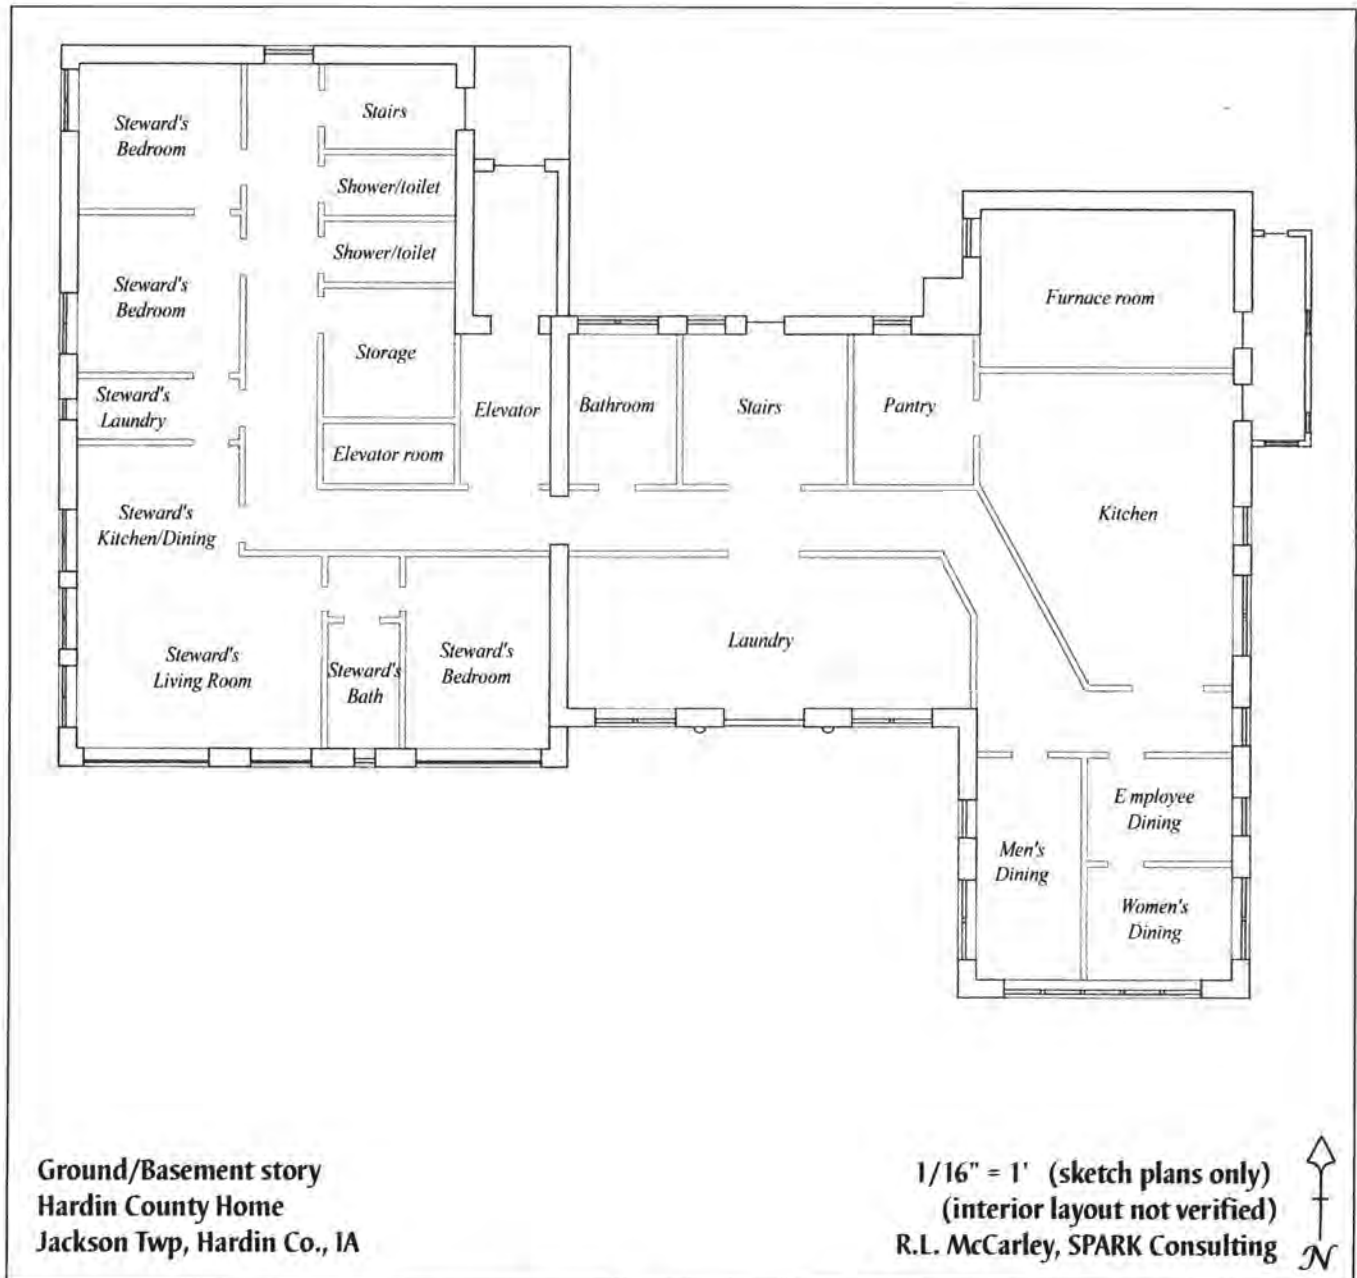 Steward's
Bedroom
Stairs
Shower/toilet
Shower/toilet
Steward's
Bedroom
Furnace room
Storage
Steward's
Laundry
Elevator
Bathroom
Stairs
Pantry
Elevator room
Steward's
Kitchen/Dining
Kitchen
Steward's
Living Room
Steward's
Bath
Steward's
Bedroom
Laundry
Employee
Dining
Men's
Dining
Women's
Dining
Ground/Basement story
Hardin County Home
Jackson Twp, Hardin Co., IA
1/16" = 1' (sketch plans only)
(interior layout not verified)
R.L. McCarley, SPARK Consulting
N